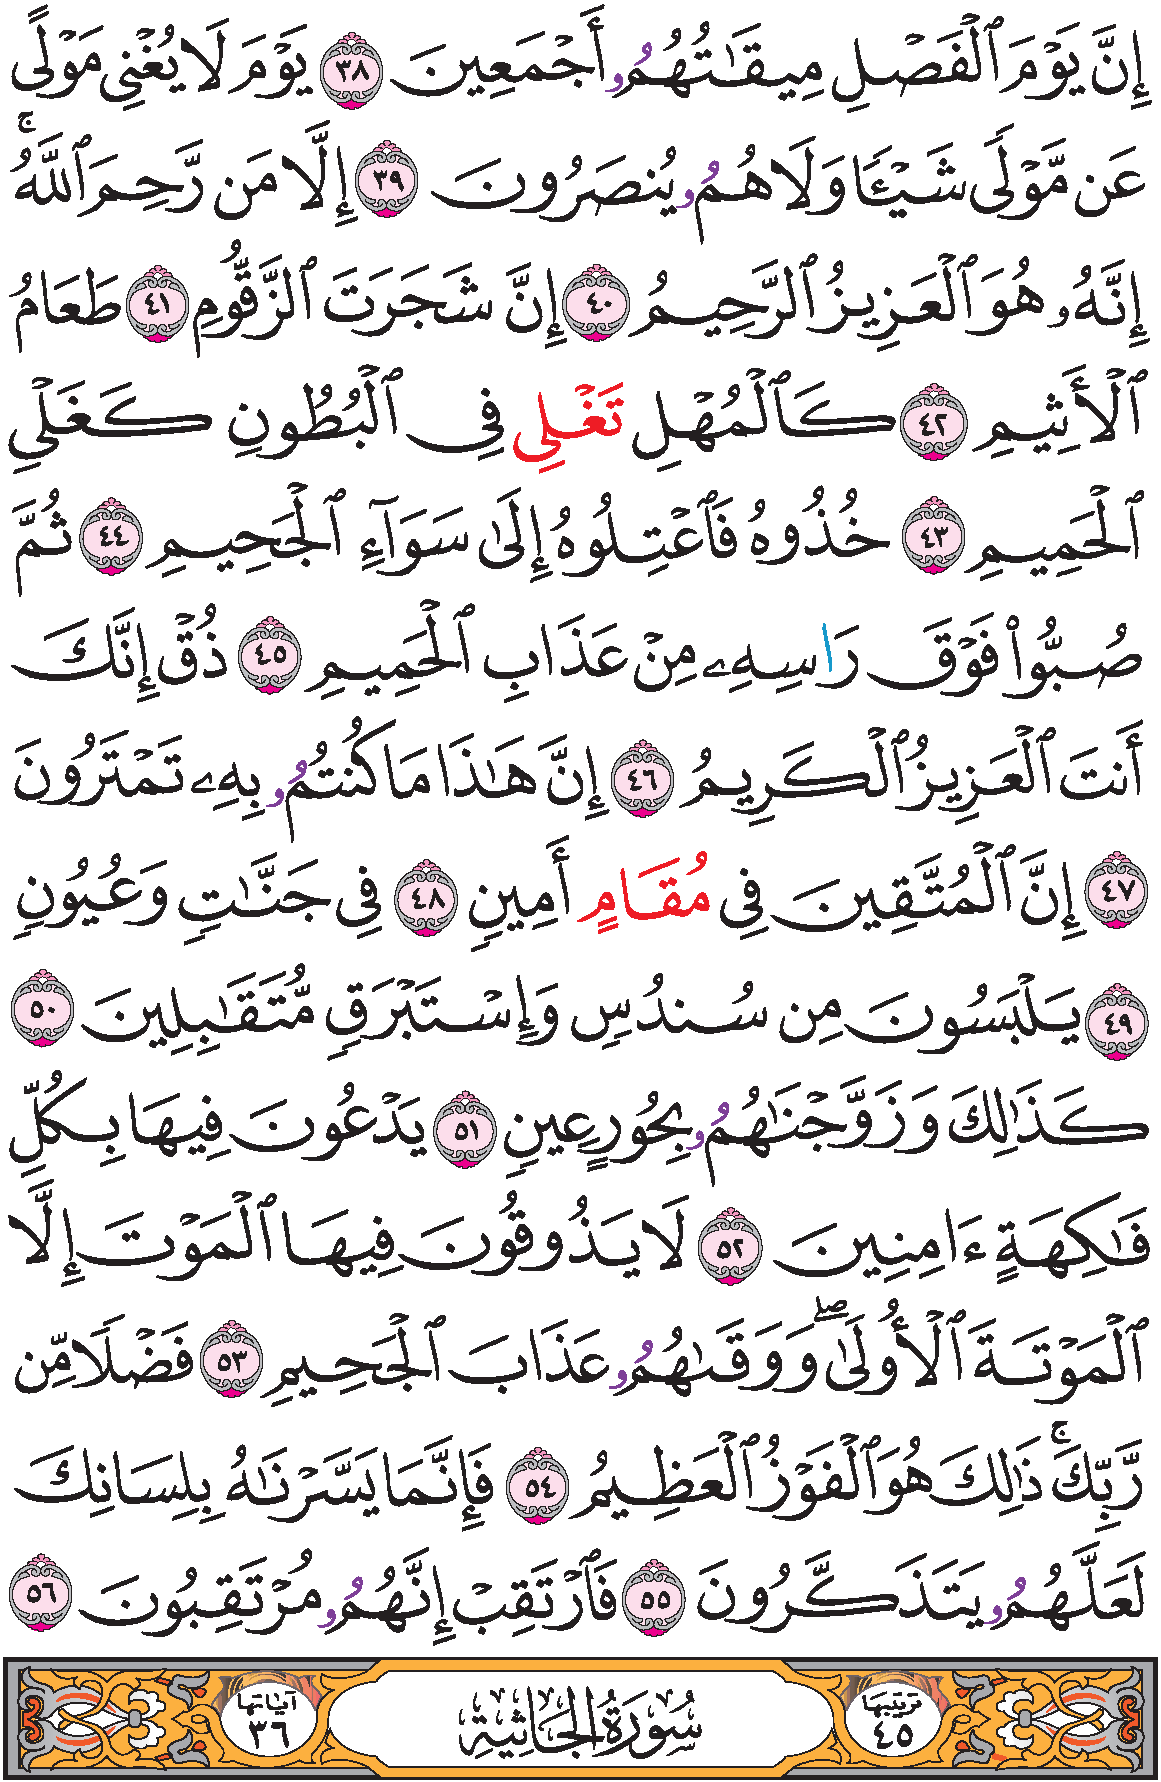 إِنَّ يَوْمَ ٱلْفَصْلِ مِيقَٰتُهُمُۥ أَجْمَعِينَ ٣٨ يَوْمَ لَا يُغْنِى مَوْلًى
عَن مَّوْلًى شَيْـًٔا وَلَا هُمُۥ يُنصَرُونَ ٣٩ إِلَّا مَن رَّحِمَ ٱللَّهُ ۚ
إِنَّهُۥ هُوَ ٱلْعَزِيزُ ٱلرَّحِيمُ ٤٠ إِنَّ شَجَرَتَ ٱلزَّقُّومِ ٤١ طَعَامُ
ٱلْأَثِيمِ ٤٢ كَٱلْمُهْلِ تَغْلِى فِى ٱلْبُطُونِ كَغَلْىِ
ٱلْحَمِيمِ ٤٣ خُذُوهُ فَٱعْتِلُوهُ إِلَىٰ سَوَآءِ ٱلْجَحِيمِ ٤٤ ثُمَّ
صُبُّوا۟ فَوْقَ رَاسِهِۦ مِنْ عَذَابِ ٱلْحَمِيمِ ٤٥ ذُقْ إِنَّكَ
أَنتَ ٱلْعَزِيزُ ٱلْكَرِيمُ ٤٦ إِنَّ هَٰذَا مَا كُنتُمُۥ بِهِۦ تَمْتَرُونَ
٤٧ إِنَّ ٱلْمُتَّقِينَ فِى مُقَامٍ أَمِينٍ ٤٨ فِى جَنَّٰتٍ وَعُيُونٍ
٤٩ يَلْبَسُونَ مِن سُندُسٍ وَإِسْتَبْرَقٍ مُّتَقَٰبِلِينَ ٥٠
كَذَٰلِكَ وَزَوَّجْنَٰهُمُۥ بِحُورٍ عِينٍ ٥١ يَدْعُونَ فِيهَا بِكُلِّ
فَٰكِهَةٍ ءَامِنِينَ ٥٢ لَا يَذُوقُونَ فِيهَا ٱلْمَوْتَ إِلَّا
ٱلْمَوْتَةَ ٱلْأُولَىٰ ۖ وَوَقَىٰهُمُۥ عَذَابَ ٱلْجَحِيمِ ٥٣ فَضْلًا مِّن
رَّبِّكَ ۚ ذَٰلِكَ هُوَ ٱلْفَوْزُ ٱلْعَظِيمُ ٥٤ فَإِنَّمَا يَسَّرْنَٰهُ بِلِسَانِكَ
لَعَلَّهُمُۥ يَتَذَكَّرُونَ ٥٥ فَٱرْتَقِبْ إِنَّهُمُۥ مُرْتَقِبُونَ ٥٦
ترتيبها ٤٥ سُورَةُ الجَاثِيَةِ آياتها ٣٦